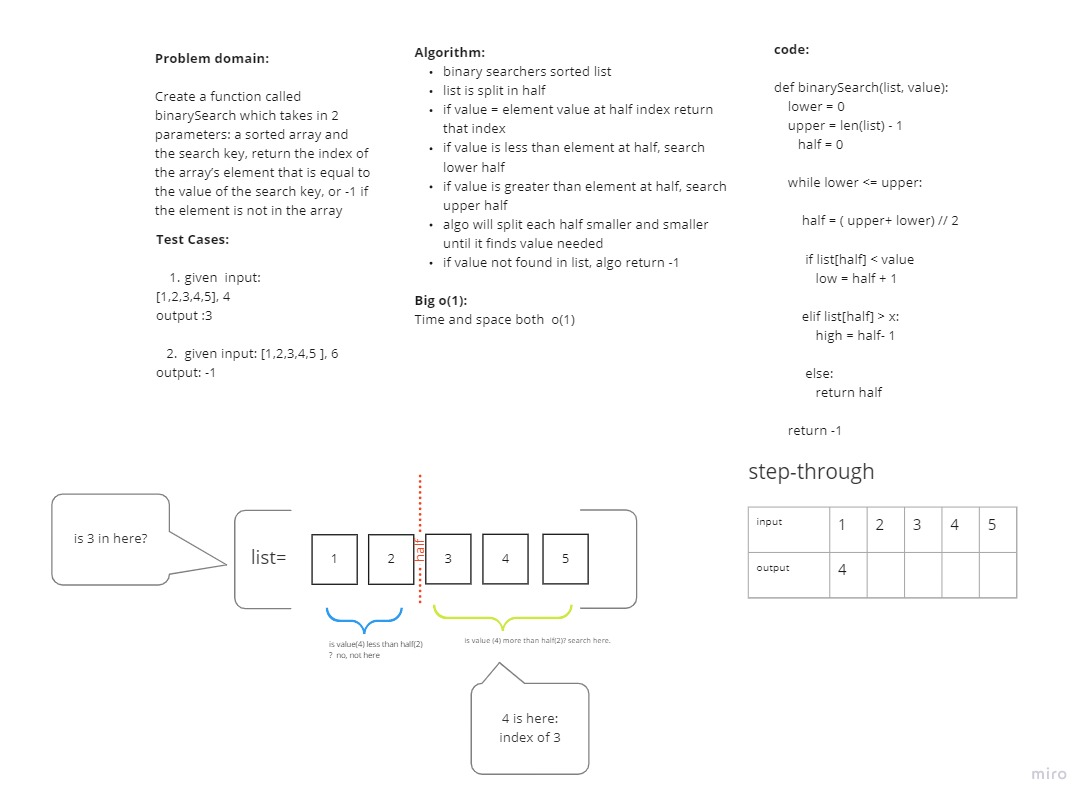 Problem domain:
Create a function called
binarySearch which takes in 2
parameters: a sorted array and
the search key, return the index of
the array's element that is equal to
the value of the search key, or -1 if
the element is not in the array
Test Cases:
1. given  input:
[1,2,3,4,5], 4
output :3
2.  given input: [1,2,3,4,5 ], 6
output: -1
Algorithm:
• binary searchers sorted list
• list is split in half
• if value = element value at half index return
that index
• if value is less than element at half, search
lower half
• if value is greater than element at half, search
upper half
• algo will split each half smaller and smaller
until it finds value needed
• if value not found in list, algo return -1
Big o(1):
Time and space both  o(1)
code:
def binarySearch(list, value):
lower = 0
upper = len(list) - 1
half = 0
while lower <= upper:
half = ( upper+ lower) // 2
if list[half] < value
low = half + 1
elif list[half] > x:
high = half- 1
else:
return half
return -1
step-through
input 1 2 3 4 5
output 4
is 3 in here?
list= 1 2 half 3 4 5
is value(4) less than half(2)
?  no, not here
is value (4) more than half(2)? search here.
4 is here:
index of 3
miro